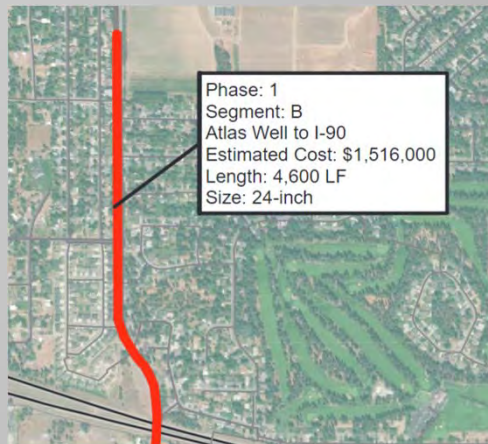 Phase: 1
Segment: B
Atlas Well to I-90
Estimated Cost: $1,516,000
Length: 4,600 LF
Size: 24-inch